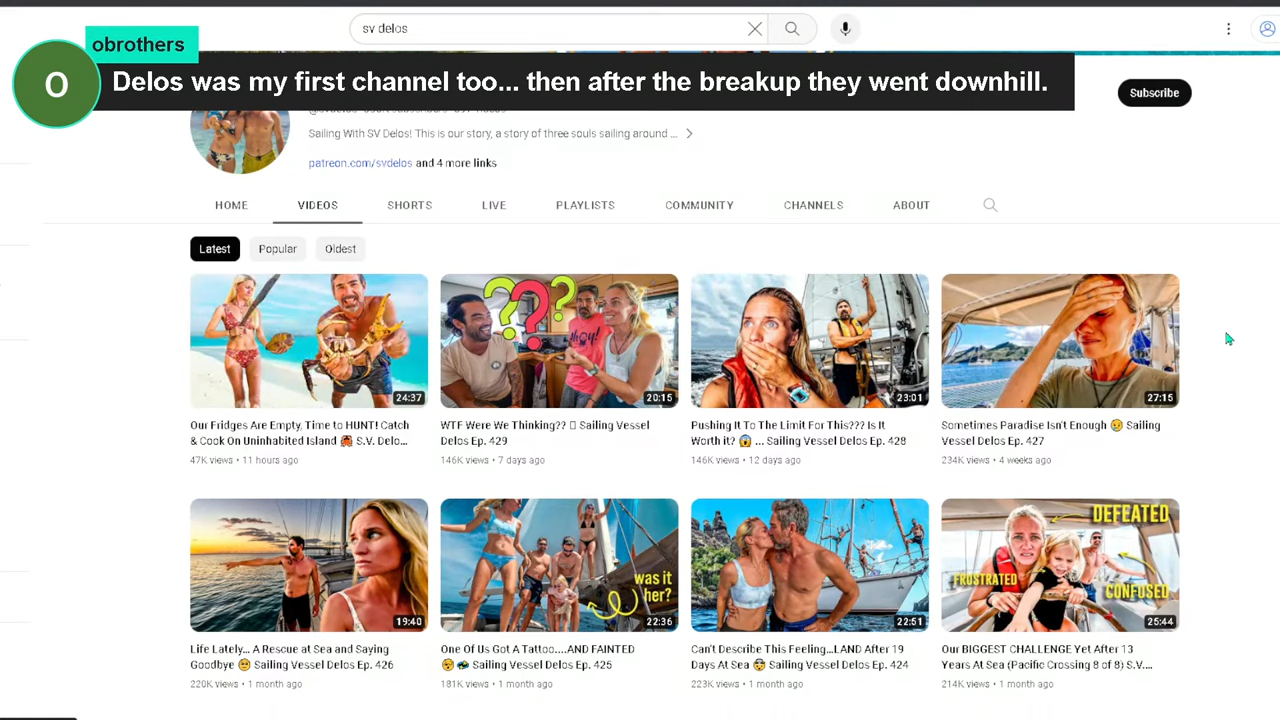 sv delos
obrothers
O
Delos was my first channel too... then after the breakup they went downhill.
Subscribe
Sailing With SV Delos! This is our story, a story of three souls sailing around ...
patreon.com/svdelos and 4 more links
HOME VIDEOS SHORTS LIVE PLAYLISTS COMMUNITY CHANNELS ABOUT
Latest Popular Oldest
AHOY!
???
24:37 20:15 23:01 27:15
Our Fridges Are Empty, Time to HUNT! Catch
& Cook On Uninhabited Island 🦀 S.V. Delo...
47K views • 11 hours ago
WTF Were We Thinking?? Sailing Vessel
Delos Ep. 429
146K views • 7 days ago
Pushing It To The Limit For This??? Is It
Worth it? 😱 ... Sailing Vessel Delos Ep. 428
146K views • 12 days ago
Sometimes Paradise Isn't Enough 😥 Sailing
Vessel Delos Ep. 427
234K views • 4 weeks ago
was it
her?
DEFEATED
FRUSTRATED
CONFUSED
19:40 22:36 22:51 25:44
Life Lately... A Rescue at Sea and Saying
Goodbye 🥺 Sailing Vessel Delos Ep. 426
220K views • 1 month ago
One Of Us Got A Tattoo....AND FAINTED
Sailing Vessel Delos Ep. 425
181K views • 1 month ago
Can't Describe This Feeling...LAND After 19
Days At Sea 😲 Sailing Vessel Delos Ep. 424
223K views • 1 month ago
Our BIGGEST CHALLENGE Yet After 13
Years At Sea (Pacific Crossing 8 of 8) S.V....
214K views • 1 month ago